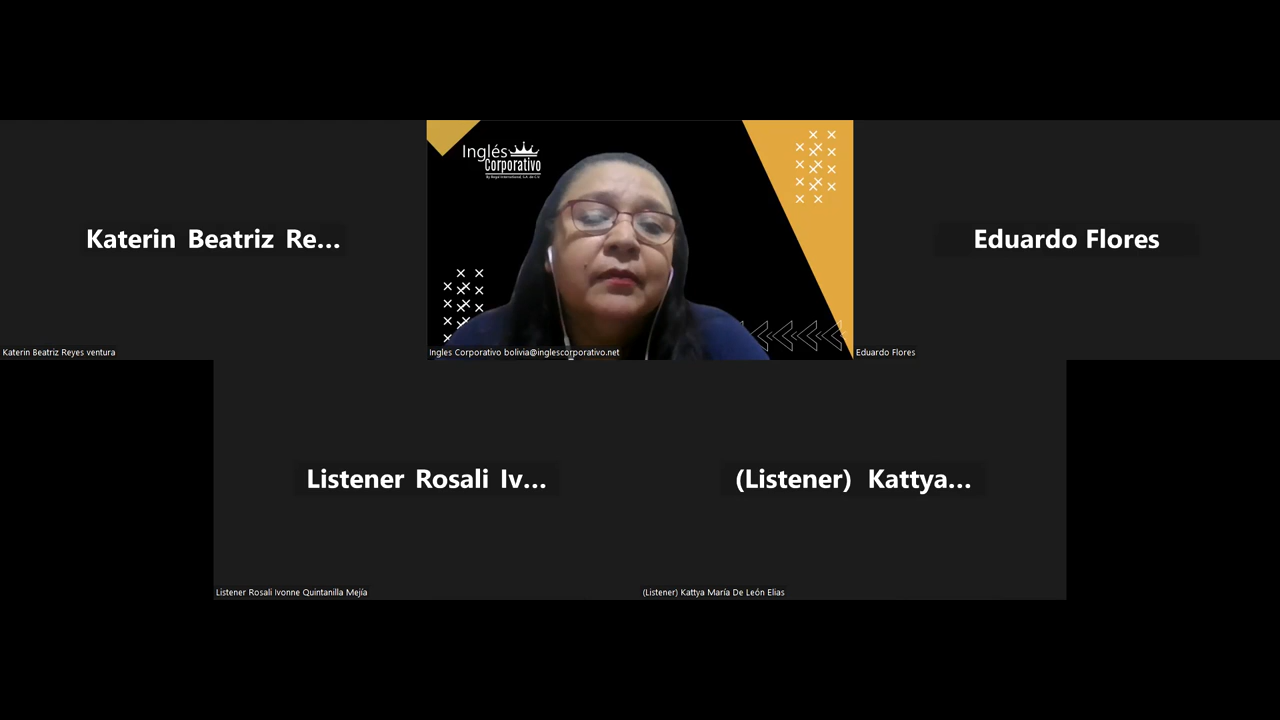 Katerin Beatriz Re...
Inglés
Corporativo
Eduardo Flores
Katerin Beatriz Reyes ventura
Ingles Corporativo bolivia@inglescorporativo.net
Eduardo Flores
Listener Rosali Iv...
(Listener) Kattya...
Listener Rosali Ivonne Quintanilla Mejía
(Listener) Kattya María De León Elias